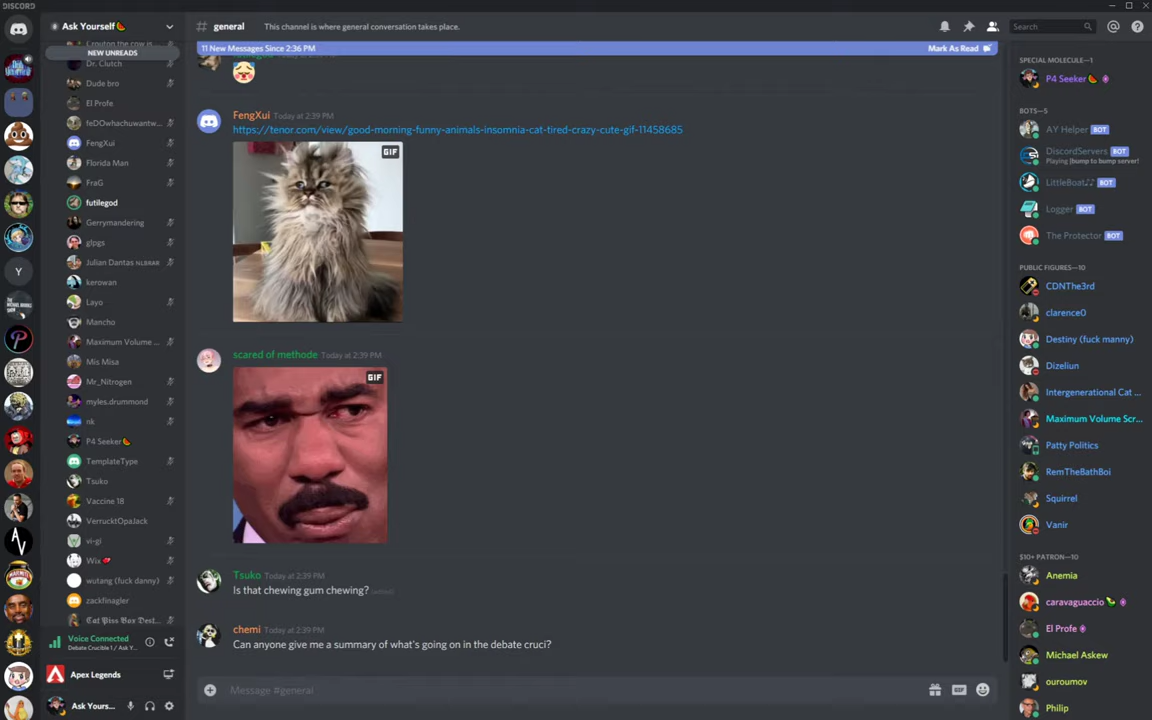 DISCORD
Ask Yourself
NEW UNREADS
Dr. Clutch
Dude bro
El Profe
feDOwhachuwantw...
FengXui
Florida Man
FraG
futilegod
Gerrymandering
glpgs
Julian Dantas NLBRRK
kerowan
Layo
Mancho
Maximum Volume ...
Mis Misa
Mr_Nitrogen
myles.drummond
nk
P4 Seeker
TemplateType
Tsuko
Vaccine 18
VerrucktOpaJack
vi-gi
Wix
wutang (fuck danny)
zackfinagler
Cat Piss Box Dest...
Voice Connected
Debate Crucible 1 / Ask Y...
Apex Legends
Ask Yours...
# general
This channel is where general conversation takes place.
11 New Messages Since 2:36 PM
Mark As Read
FengXui Today at 2:39 PM
https://tenor.com/view/good-morning-funny-animals-insomnia-cat-tired-crazy-cute-gif-11458685
GIF
scared of methode Today at 2:39 PM
GIF
Tsuko Today at 2:39 PM
Is that chewing gum chewing? (edited)
chemi Today at 2:39 PM
Can anyone give me a summary of what's going on in the debate cruci?
Message #general
GIF
Search
SPECIAL MOLECULE—1
P4 Seeker
BOTS—5
AY Helper BOT
DiscordServers BOT
Playing !bump to bump server!
LittleBoat BOT
Logger BOT
The Protector BOT
PUBLIC FIGURES—10
CDNThe3rd
clarence0
Destiny (fuck manny)
Dizeliun
Intergenerational Cat ...
Maximum Volume Scr...
Patty Politics
RemTheBathBoi
Squirrel
Vanir
$10+ PATRON—10
Anemia
caravaguaccio
El Profe
Michael Askew
ouroumov
Philip